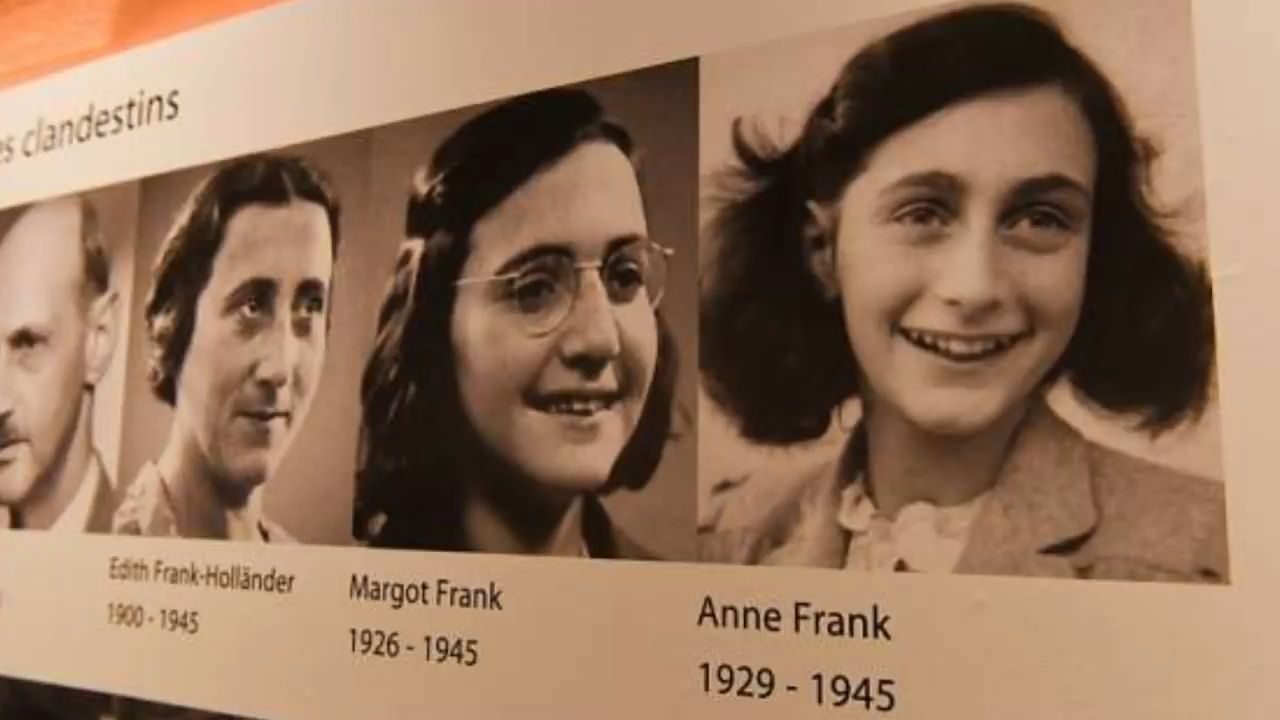 es clandestins
Edith Frank-Holländer
1900 - 1945
Margot Frank
1926 - 1945
Anne Frank
1929 - 1945